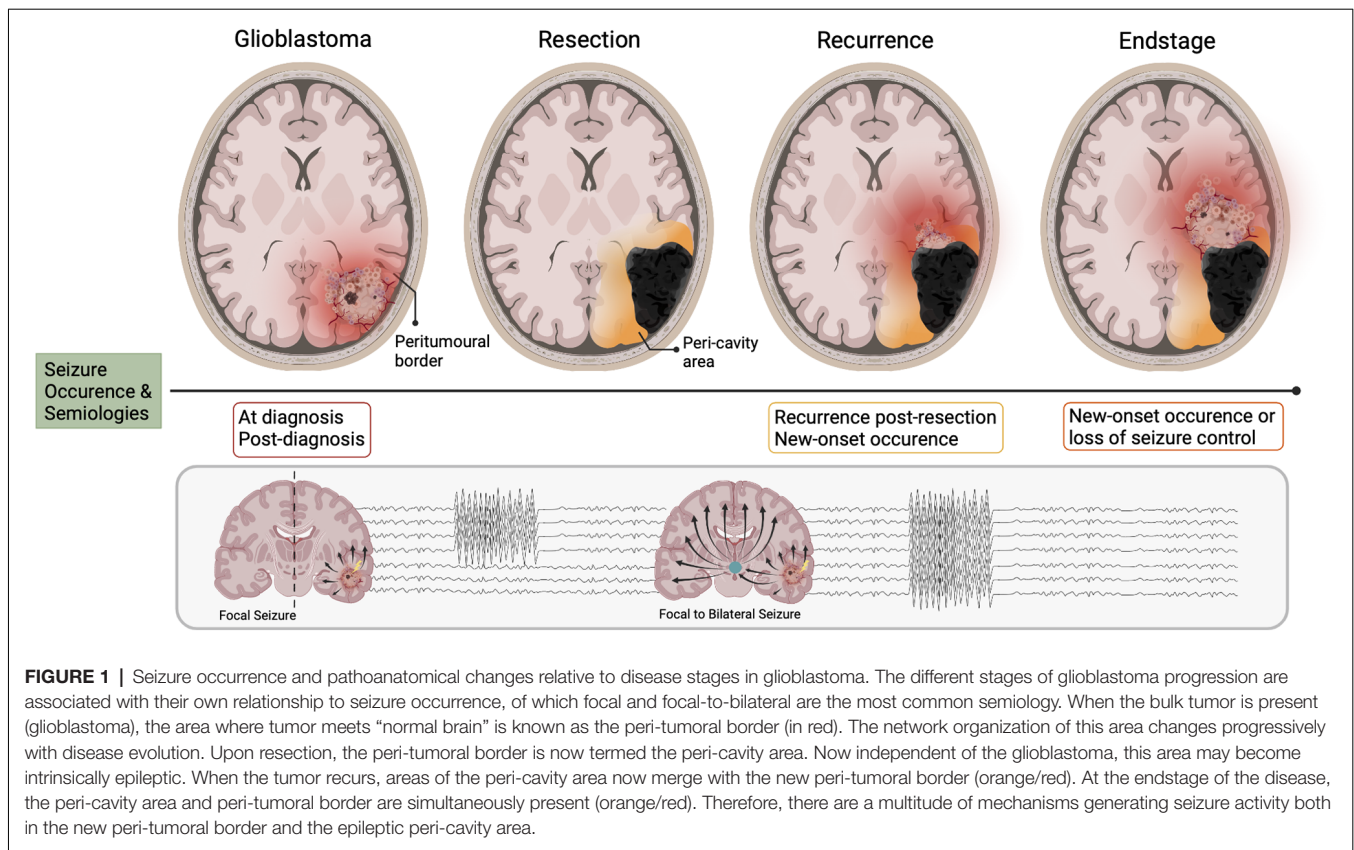 Glioblastoma
Resection
Recurrence
Endstage
Peritumoural
border
Peri-cavity
area
Seizure
Occurence &
Semiologies
At diagnosis
Post-diagnosis
Recurrence post-resection
New-onset occurence
New-onset occurence or
loss of seizure control
Focal Seizure
Focal to Bilateral Seizure
FIGURE 1 | Seizure occurrence and pathoanatomical changes relative to disease stages in glioblastoma. The different stages of glioblastoma progression are
associated with their own relationship to seizure occurrence, of which focal and focal-to-bilateral are the most common semiology. When the bulk tumor is present
(glioblastoma), the area where tumor meets “normal brain” is known as the peri-tumoral border (in red). The network organization of this area changes progressively
with disease evolution. Upon resection, the peri-tumoral border is now termed the peri-cavity area. Now independent of the glioblastoma, this area may become
intrinsically epileptic. When the tumor recurs, areas of the peri-cavity area now merge with the new peri-tumoral border (orange/red). At the endstage of the disease,
the peri-cavity area and peri-tumoral border are simultaneously present (orange/red). Therefore, there are a multitude of mechanisms generating seizure activity both
in the new peri-tumoral border and the epileptic peri-cavity area.